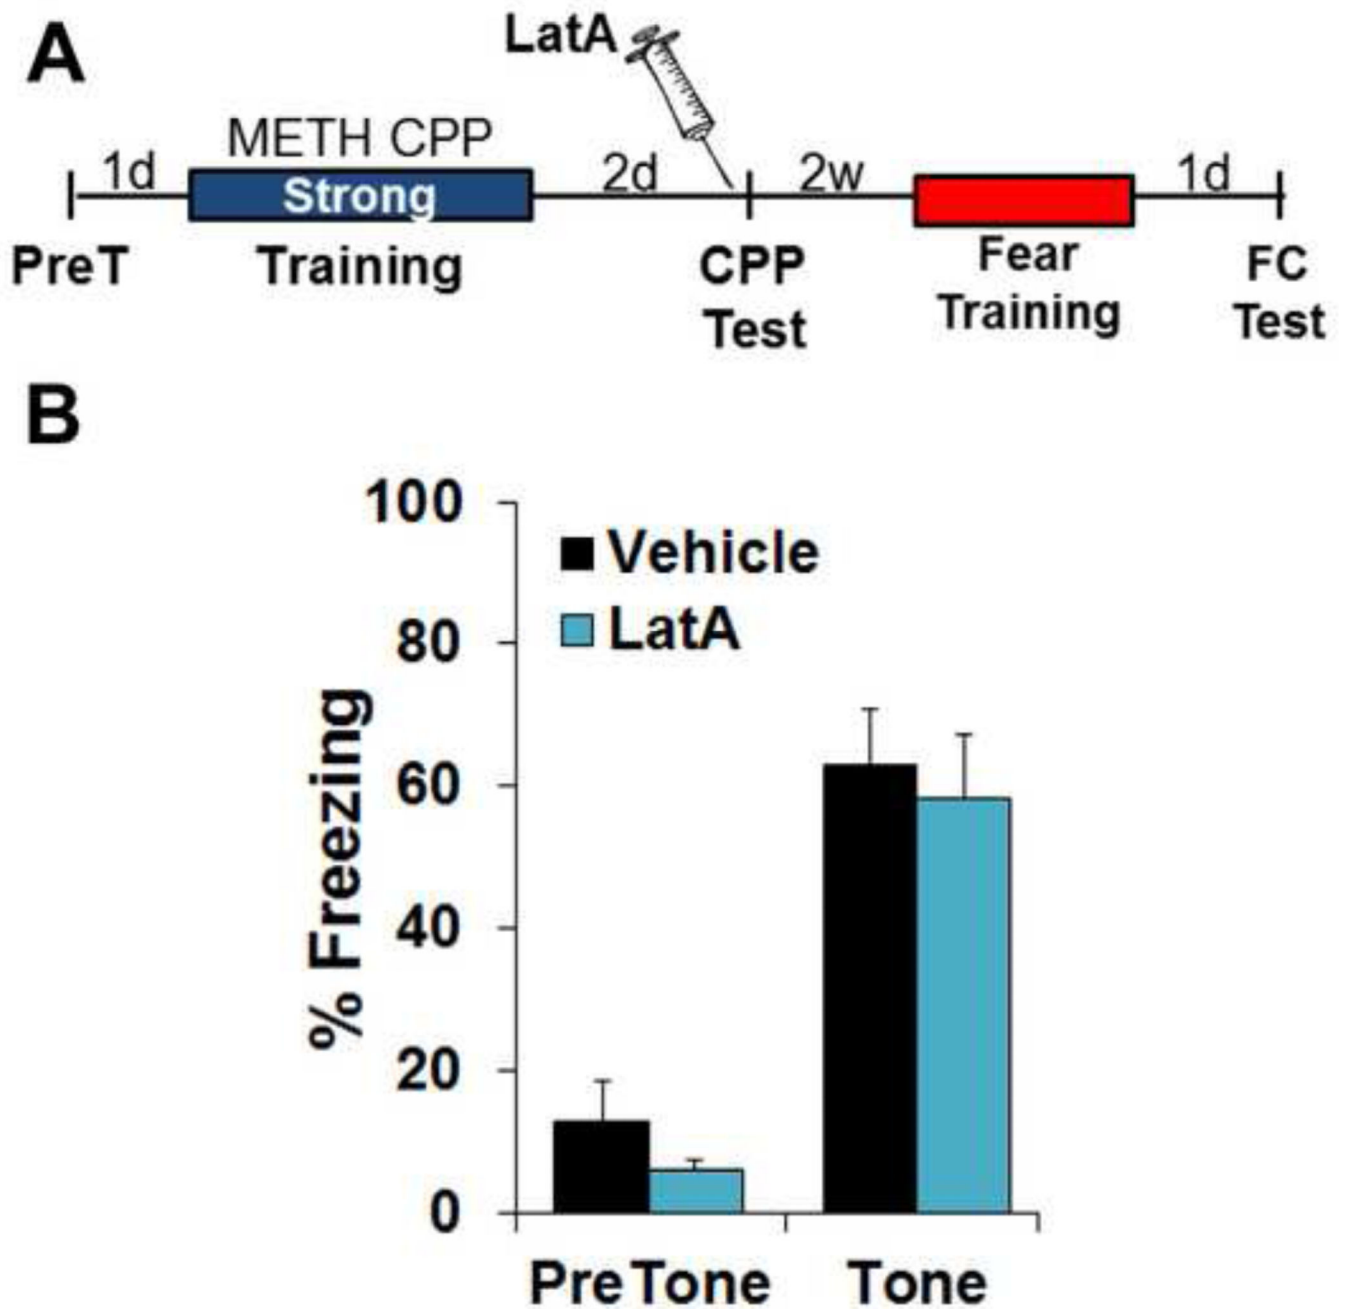 A
LatA
METH CPP
1d
Strong
2d
2w
1d
PreT
Training
CPP
Test
Fear
Training
FC
Test
B
100
80
60
40
20
0
% Freezing
Vehicle
LatA
PreTone
Tone